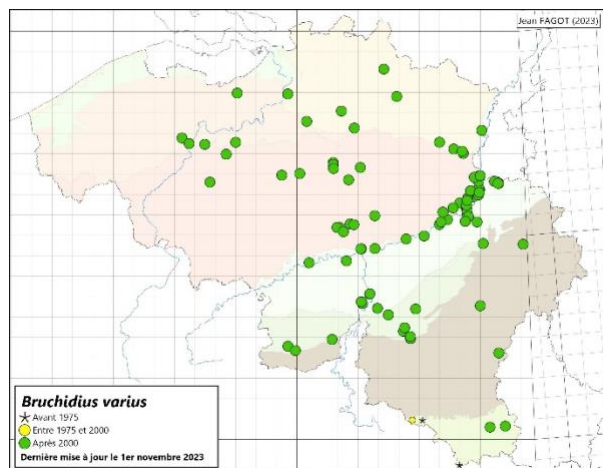 Jean FAGOT (2023)
Bruchidius varius
Avant 1975
Entre 1975 et 2000
Après 2000
Dernière mise à jour le 1er novembre 2023